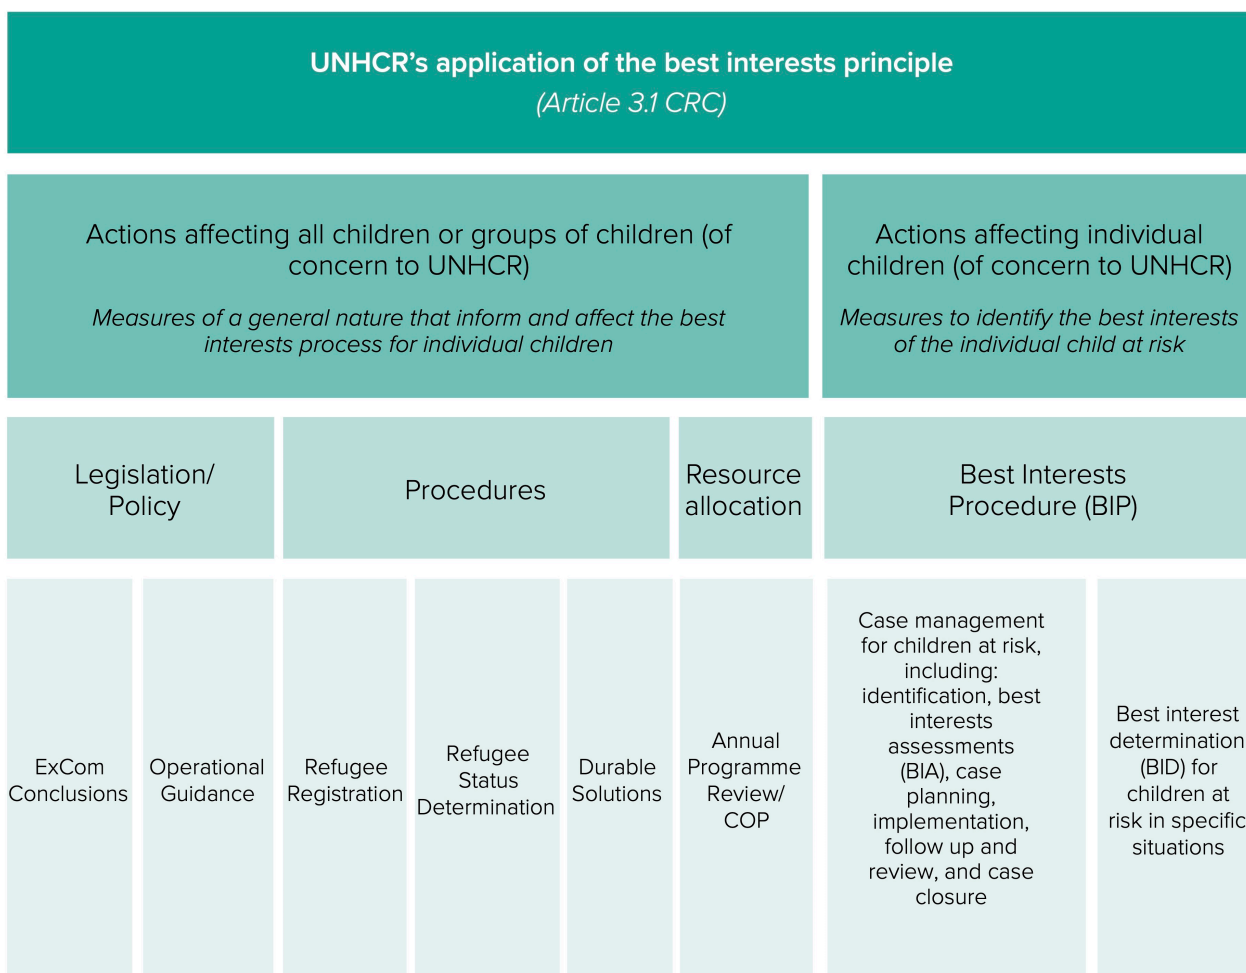 UNHCR’s application of the best interests principle
(Article 3.1 CRC)
Actions affecting all children or groups of children (of
concern to UNHCR)
Measures of a general nature that inform and affect the best
interests process for individual children
Actions affecting individual
children (of concern to UNHCR)
Measures to identify the best interests
of the individual child at risk
Legislation/
Policy
Procedures
Resource
allocation
Best Interests
Procedure (BIP)
ExCom
Conclusions
Operational
Guidance
Refugee
Registration
Refugee
Status
Determination
Durable
Solutions
Annual
Programme
Review/
COP
Case management
for children at risk,
including:
identification, best
interests
assessments
(BIA), case
planning,
implementation,
follow up and
review, and case
closure
Best interest
determination
(BID) for
children at
risk in specific
situations